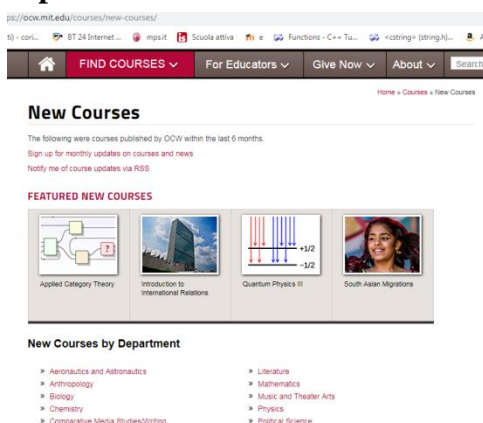 ps://ocw.mit.edu/courses/new-courses/
BT 24 Internet ... mps.it Scuola attiva e Functions - C++ Tu... <cstring> (string.h)...
FIND COURSES For Educators Give Now About Search
Home » Courses » New Courses
New Courses
The following were courses published by OCW within the last 6 months.
Sign up for monthly updates on courses and news
Notify me of course updates via RSS
FEATURED NEW COURSES
?
+1/2
-1/2
Applied Category Theory Introduction to Quantum Physics III South Asian Migrations
International Relations
New Courses by Department
» Aeronautics and Astronautics » Literature
» Anthropology » Mathematics
» Biology » Music and Theater Arts
» Chemistry » Physics
» Comparative Media Studies/Writing » Political Science